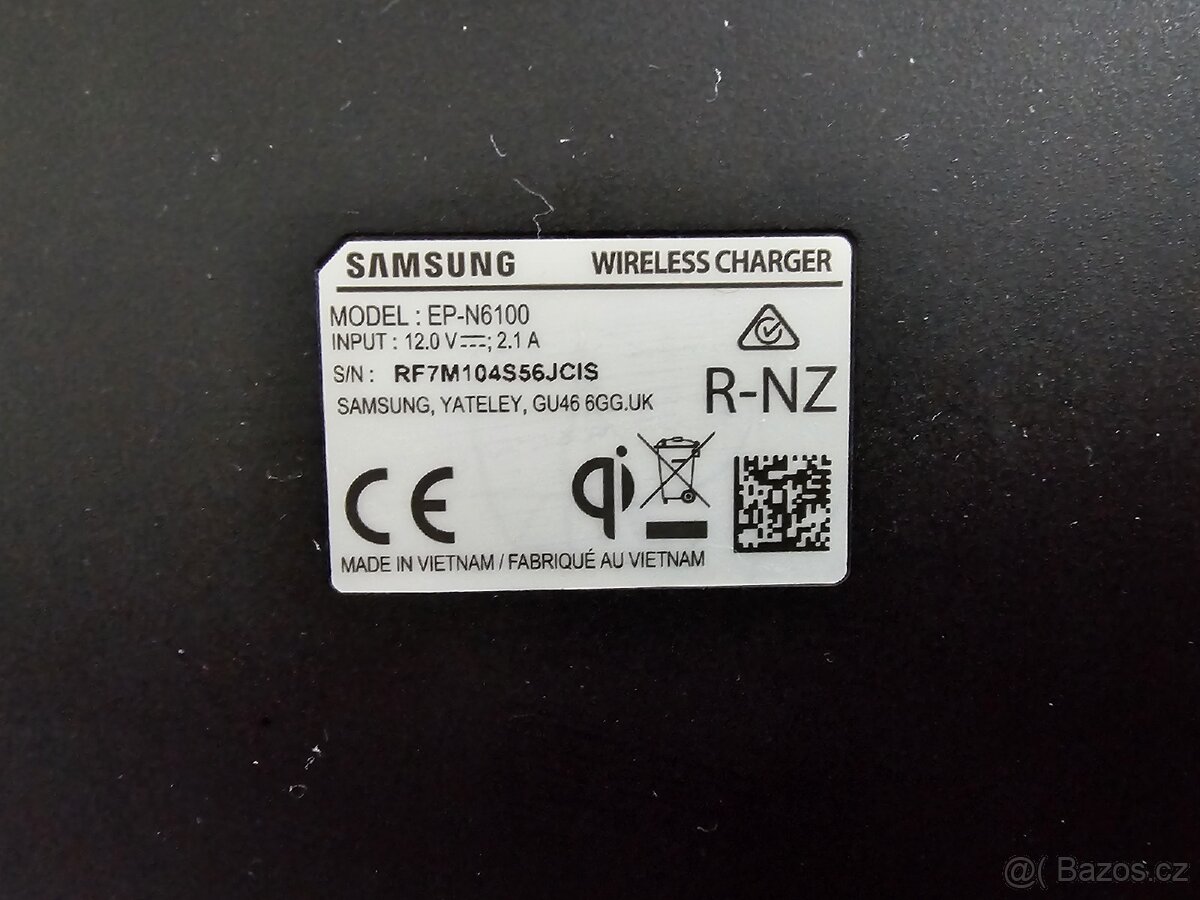 SAMSUNG WIRELESS CHARGER
MODEL : EP-N6100
INPUT : 12.0 V⎓; 2.1 A
S/N : RF7M104S56JCIS
SAMSUNG, YATELEY, GU46 6GG.UK
R-NZ
CE
qi
MADE IN VIETNAM / FABRIQUÉ AU VIETNAM
@( Bazos.cz